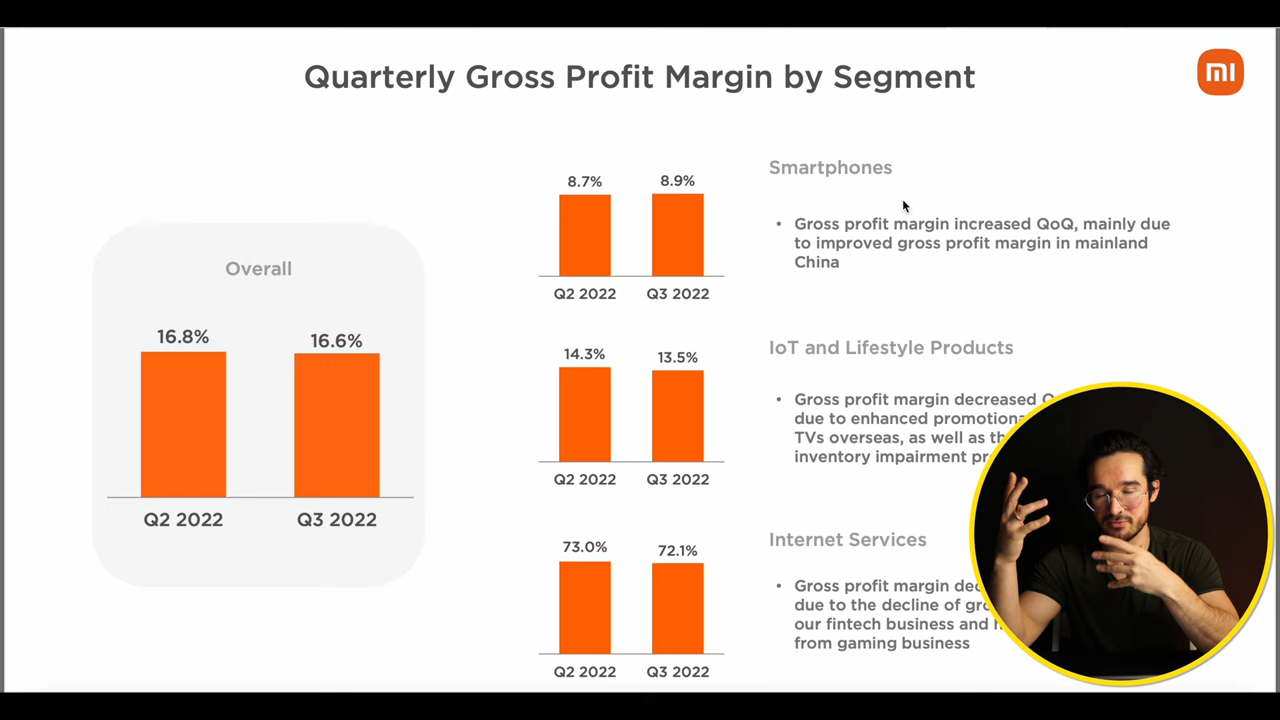 Quarterly Gross Profit Margin by Segment
mi
Overall
16.8%
16.6%
Q2 2022
Q3 2022
8.7%
8.9%
Q2 2022
Q3 2022
Smartphones
• Gross profit margin increased QoQ, mainly due
to improved gross profit margin in mainland
China
14.3%
13.5%
Q2 2022
Q3 2022
IoT and Lifestyle Products
• Gross profit margin decreased
due to enhanced promotiona
TVs overseas, as well as th
inventory impairment pr
73.0%
72.1%
Q2 2022
Q3 2022
Internet Services
• Gross profit margin dec
due to the decline of gro
our fintech business and h
from gaming business